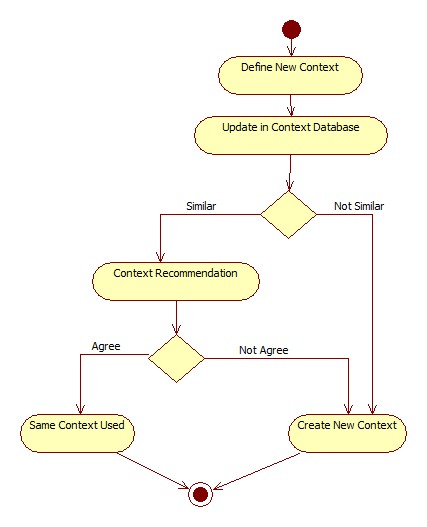 Define New Context
Update in Context Database
Similar
Not Similar
Context Recommendation
Agree
Not Agree
Same Context Used
Create New Context